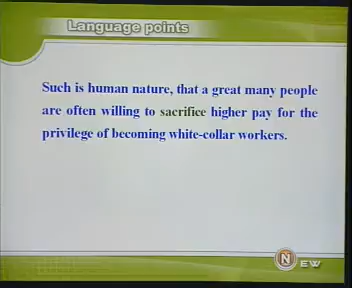 Language points
Such is human nature, that a great many people
are often willing to sacrifice higher pay for the
privilege of becoming white-collar workers.
N EW